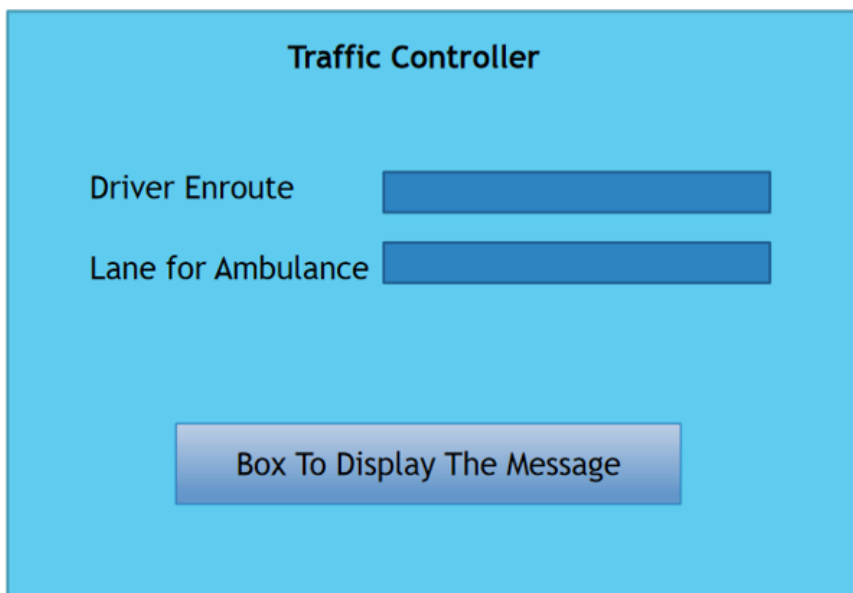 Traffic Controller
Driver Enroute
Lane for Ambulance
Box To Display The Message